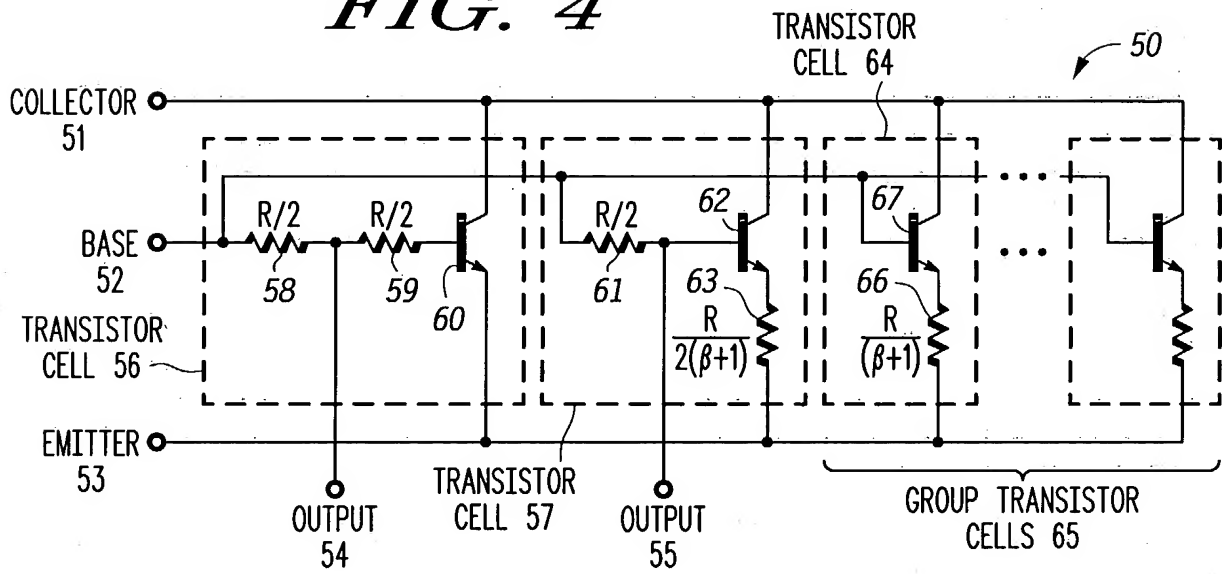 FIG. 4
TRANSISTOR
CELL 64
50
COLLECTOR
51
R/2
R/2
62
67
BASE
52
58
59
60
61
63
66
R
2(β+1)
R
(β+1)
TRANSISTOR
CELL 56
EMITTER
53
OUTPUT
54
TRANSISTOR
CELL 57
R/2
OUTPUT
55
GROUP TRANSISTOR
CELLS 65